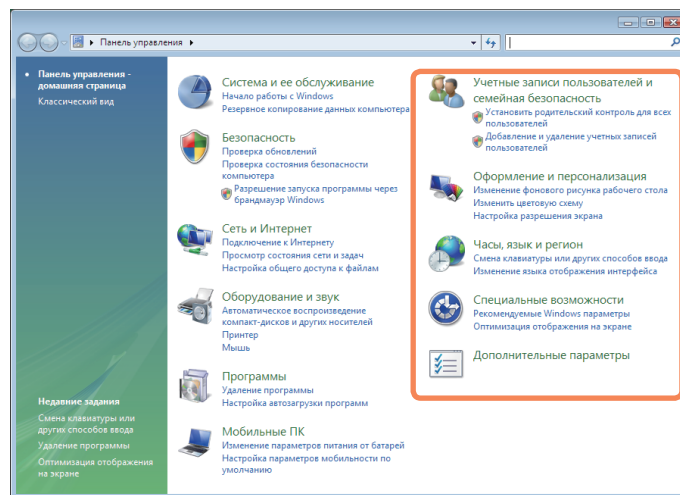 Панель управления
Панель управления -
домашняя страница
Классический вид
Недавние задания
Смена клавиатуры или
других способов ввода
Удаление программы
Оптимизация отображения
на экране
Система и ее обслуживание
Начало работы с Windows
Резервное копирование данных компьютера
Безопасность
Проверка обновлений
Проверка состояния безопасности
компьютера
Разрешение запуска программы через
брандмауэр Windows
Сеть и Интернет
Подключение к Интернету
Просмотр состояния сети и задач
Настройка общего доступа к файлам
Оборудование и звук
Автоматическое воспроизведение
компакт-дисков и других носителей
Принтер
Мышь
Программы
Удаление программы
Настройка автозагрузки программ
Мобильные ПК
Изменение параметров питания от батарей
Настройка параметров мобильности по
умолчанию
Учетные записи пользователей и
семейная безопасность
Установить родительский контроль для всех
пользователей
Добавление и удаление учетных записей
пользователей
Оформление и персонализация
Изменение фонового рисунка рабочего стола
Изменить цветовую схему
Настройка разрешения экрана
Часы, язык и регион
Смена клавиатуры или других способов ввода
Изменение языка отображения интерфейса
Специальные возможности
Рекомендуемые Windows параметры
Оптимизация отображения на экране
Дополнительные параметры